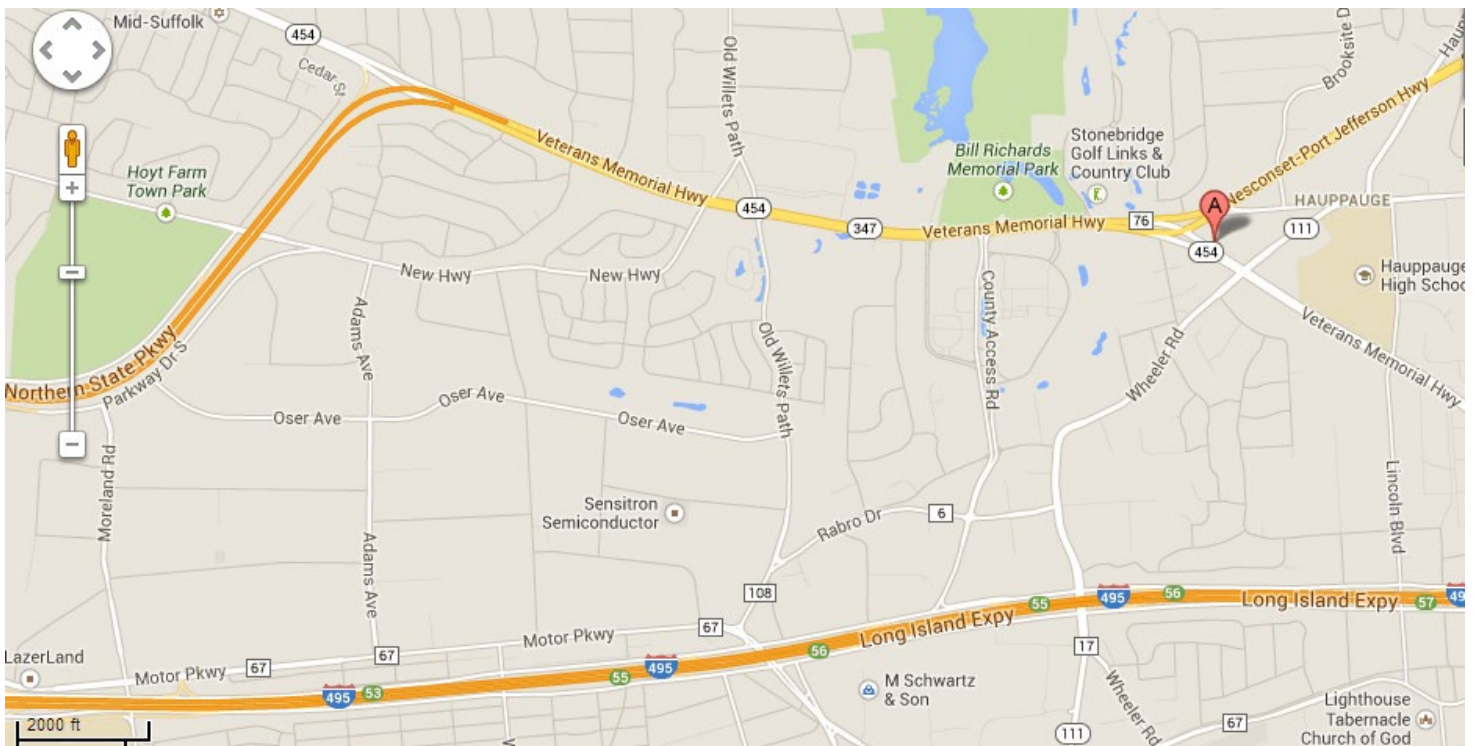 Mid-Suffolk
454
Cedar St
Old Willets Path
Brooksite D
Haupp
Nesconset-Port Jefferson Hwy
Veterans Memorial Hwy
Stonebridge
Golf Links &
Country Club
Bill Richards
Memorial Park
Hoyt Farm
Town Park
454
347
Veterans Memorial Hwy
76
A
HAUPPAUGE
111
454
Hauppauge
High Schoo
New Hwy
New Hwy
County Access Rd
Adams Ave
Old Willets Path
Veterans Memorial Hwy
Wheeler Rd
Northern State Pkwy
Parkway Dr S
Oser Ave
Oser Ave
Oser Ave
Moreland Rd
Lincoln Blvd
Sensitron
Semiconductor
Rabro Dr
6
Adams Ave
108
55
495
56
Long Island Expy
57
49
Long Island Expy
Motor Pkwy
67
56
17
LazerLand
67
Motor Pkwy
67
495
55
495
53
M Schwartz
& Son
Wheeler Rd
Lighthouse
Tabernacle
Church of God
67
111
2000 ft